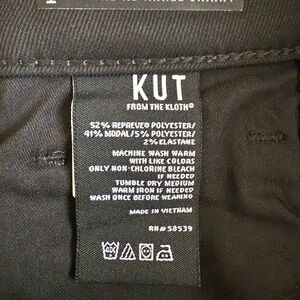 KUT
FROM THE KLOTH®
52% REPREVE® POLYESTER/
41% MODAL/5% POLYESTER/
2% ELASTANE
MACHINE WASH WARM
WITH LIKE COLORS
ONLY NON-CHLORINE BLEACH
IF NEEDED
TUMBLE DRY MEDIUM
WARM IRON IF NEEDED
WASH ONCE BEFORE WEARING
MADE IN VIETNAM
RN# 58539